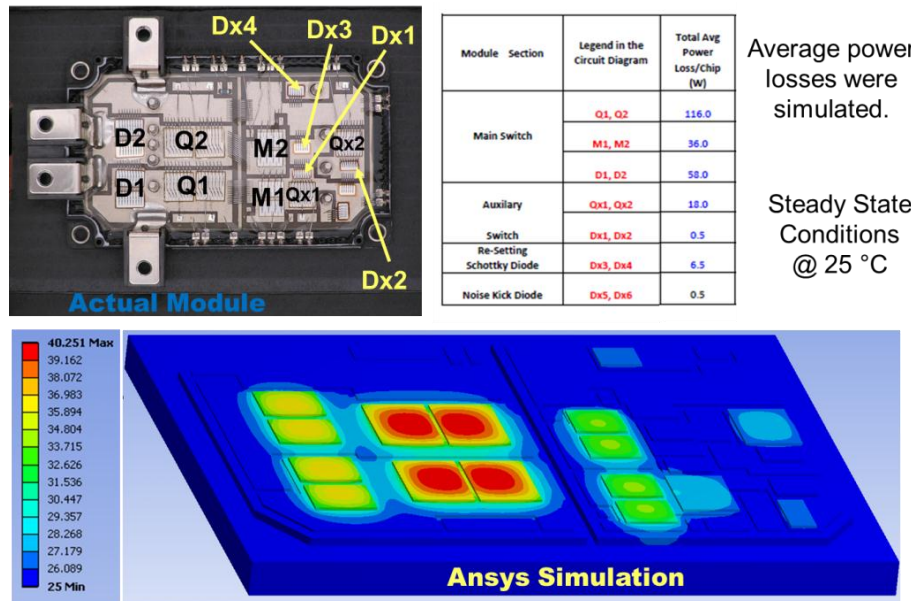 Dx4
Dx3
Dx1
D2
Q2
M2
Qx2
D1
Q1
M1
Qx1
Dx2
Actual Module
Module Section
Legend in the
Circuit Diagram
Total Avg
Power
Loss/Chip
(W)
Main Switch
Q1, Q2
116.0
M1, M2
36.0
D1, D2
58.0
Auxilary
Switch
Qx1, Qx2
18.0
Dx1, Dx2
0.5
Re-Setting
Schottky Diode
Dx3, Dx4
6.5
Noise Kick Diode
Dx5, Dx6
0.5
Average power
losses were
simulated.
Steady State
Conditions
@ 25 °C
40.251 Max
39.162
38.072
36.983
35.894
34.804
33.715
32.626
31.536
30.447
29.357
28.268
27.179
26.089
25 Min
Ansys Simulation